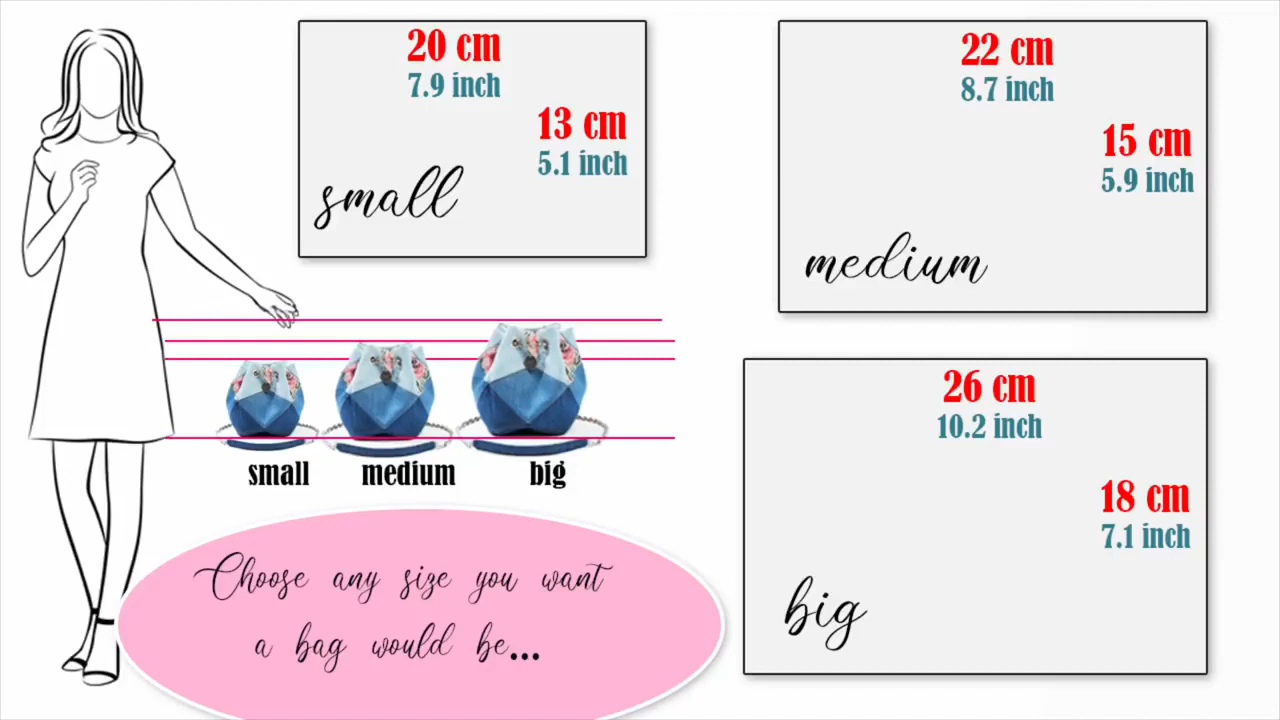 20 cm
7.9 inch
13 cm
5.1 inch
small
22 cm
8.7 inch
15 cm
5.9 inch
medium
26 cm
10.2 inch
18 cm
7.1 inch
big
small medium big
Choose any size you want
a bag would be...